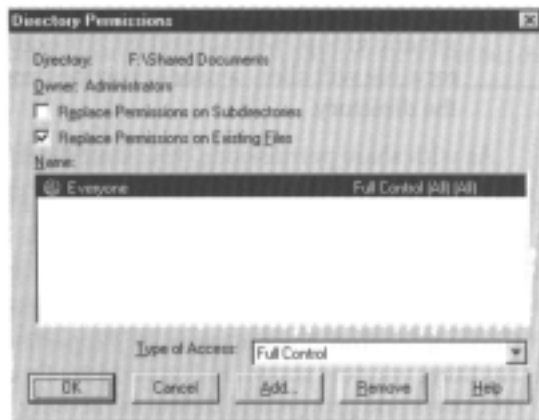 Directory Permissions
Directory: F:\Shared Documents
Owner: Administrators
Replace Permissions on Subdirectories
Replace Permissions on Existing Files
Name:
Everyone Full Control (All) (All)
Type of Access: Full Control
OK Cancel Add... Remove Help